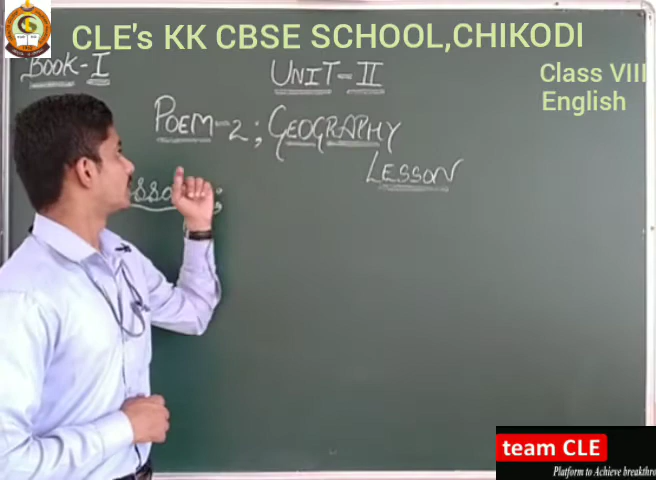 CLE's KK CBSE SCHOOL,CHIKODI
BOOK-I
UNIT-II
Class VIII
English
POEM-2; GEOGRAPHY
LESSON
team CLE
Platform to Achieve